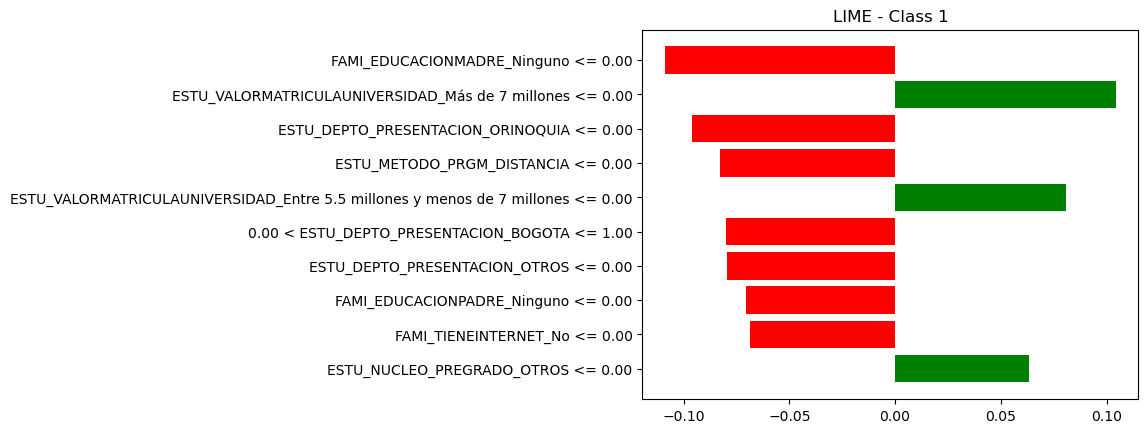 LIME - Class 1
FAMI_EDUCACIONMADRE_Ninguno <= 0.00
ESTU_VALORMATRICULAUNIVERSIDAD_Más de 7 millones <= 0.00
ESTU_DEPTO_PRESENTACION_ORINOQUIA <= 0.00
ESTU_METODO_PRGM_DISTANCIA <= 0.00
ESTU_VALORMATRICULAUNIVERSIDAD_Entre 5.5 millones y menos de 7 millones <= 0.00
0.00 < ESTU_DEPTO_PRESENTACION_BOGOTA <= 1.00
ESTU_DEPTO_PRESENTACION_OTROS <= 0.00
FAMI_EDUCACIONPADRE_Ninguno <= 0.00
FAMI_TIENEINTERNET_No <= 0.00
ESTU_NUCLEO_PREGRADO_OTROS <= 0.00
−0.10 −0.05 0.00 0.05 0.10